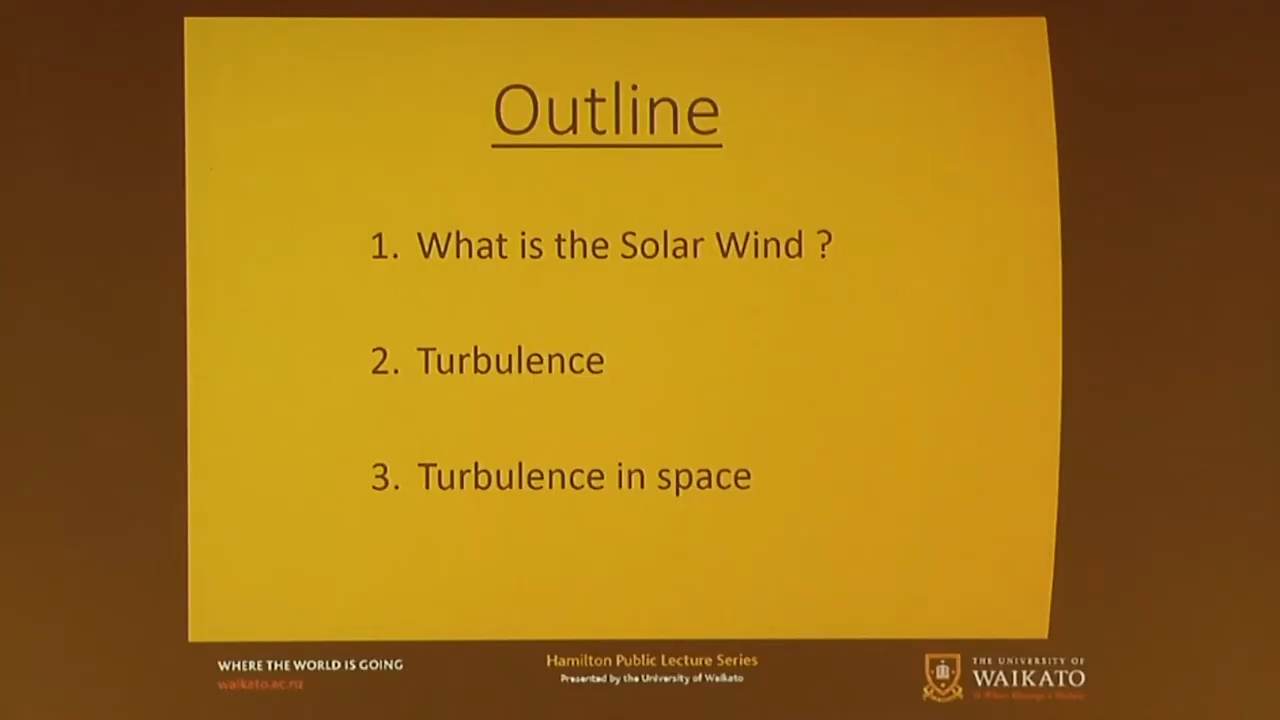 Outline
1. What is the Solar Wind ?
2. Turbulence
3. Turbulence in space
WHERE THE WORLD IS GOING
waikato.ac.nz
Hamilton Public Lecture Series
Presented by the University of Waikato
THE UNIVERSITY OF
WAIKATO